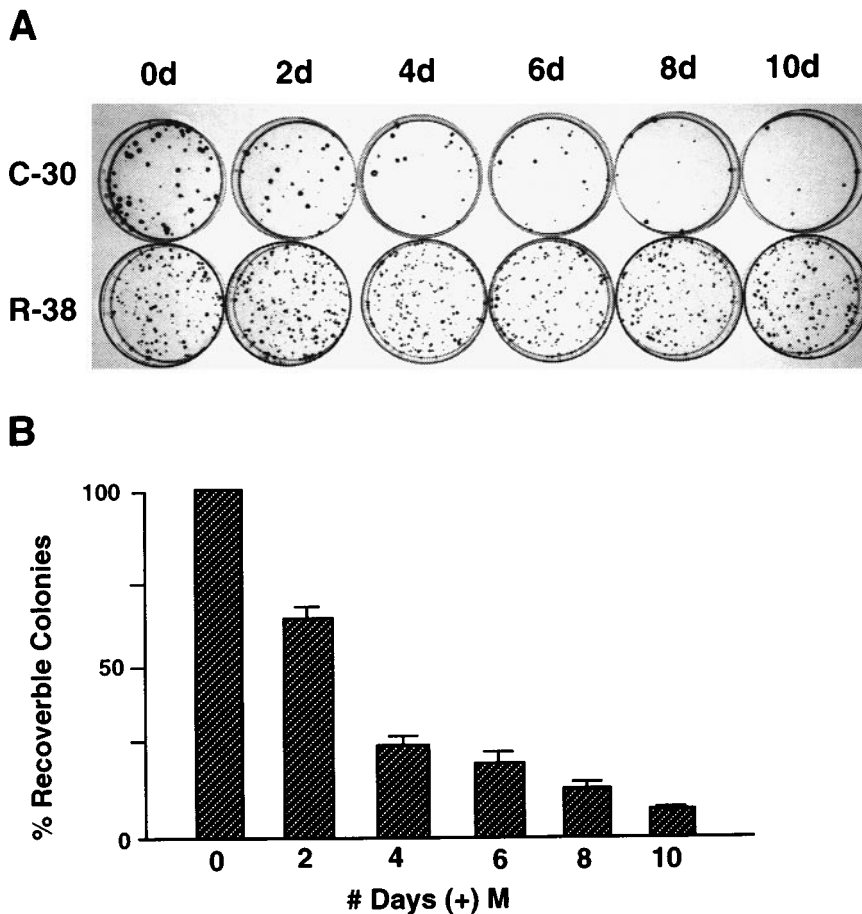 A
0d 2d 4d 6d 8d 10d
C-30
R-38
B
100
50
0
% Recoverble Colonies
0 2 4 6 8 10
# Days (+) M